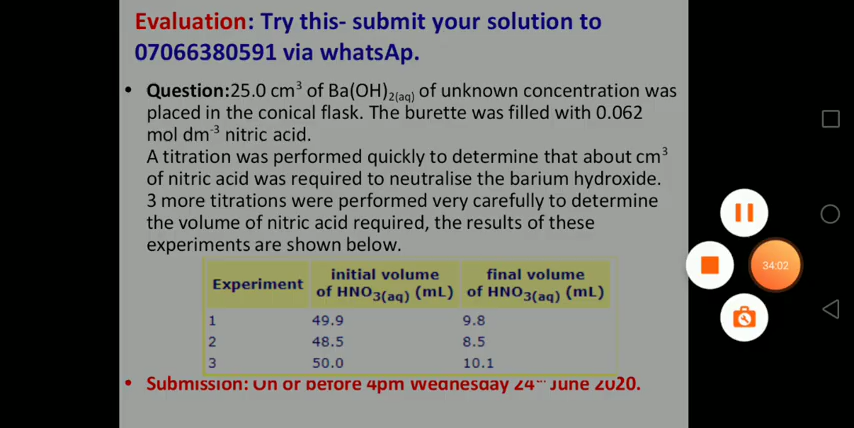 Evaluation: Try this- submit your solution to
07066380591 via whatsAp.
• Question:25.0 cm³ of Ba(OH)₂₍ₐq₎ of unknown concentration was
placed in the conical flask. The burette was filled with 0.062
mol dm⁻³ nitric acid.
A titration was performed quickly to determine that about cm³
of nitric acid was required to neutralise the barium hydroxide.
3 more titrations were performed very carefully to determine
the volume of nitric acid required, the results of these
experiments are shown below.
Experiment initial volume of HNO3(aq) (mL) final volume of HNO3(aq) (mL)
1 49.9 9.8
2 48.5 8.5
3 50.0 10.1
• Submission: On or before 4pm Wednesday 24ᵗʰ June 2020.
34:02